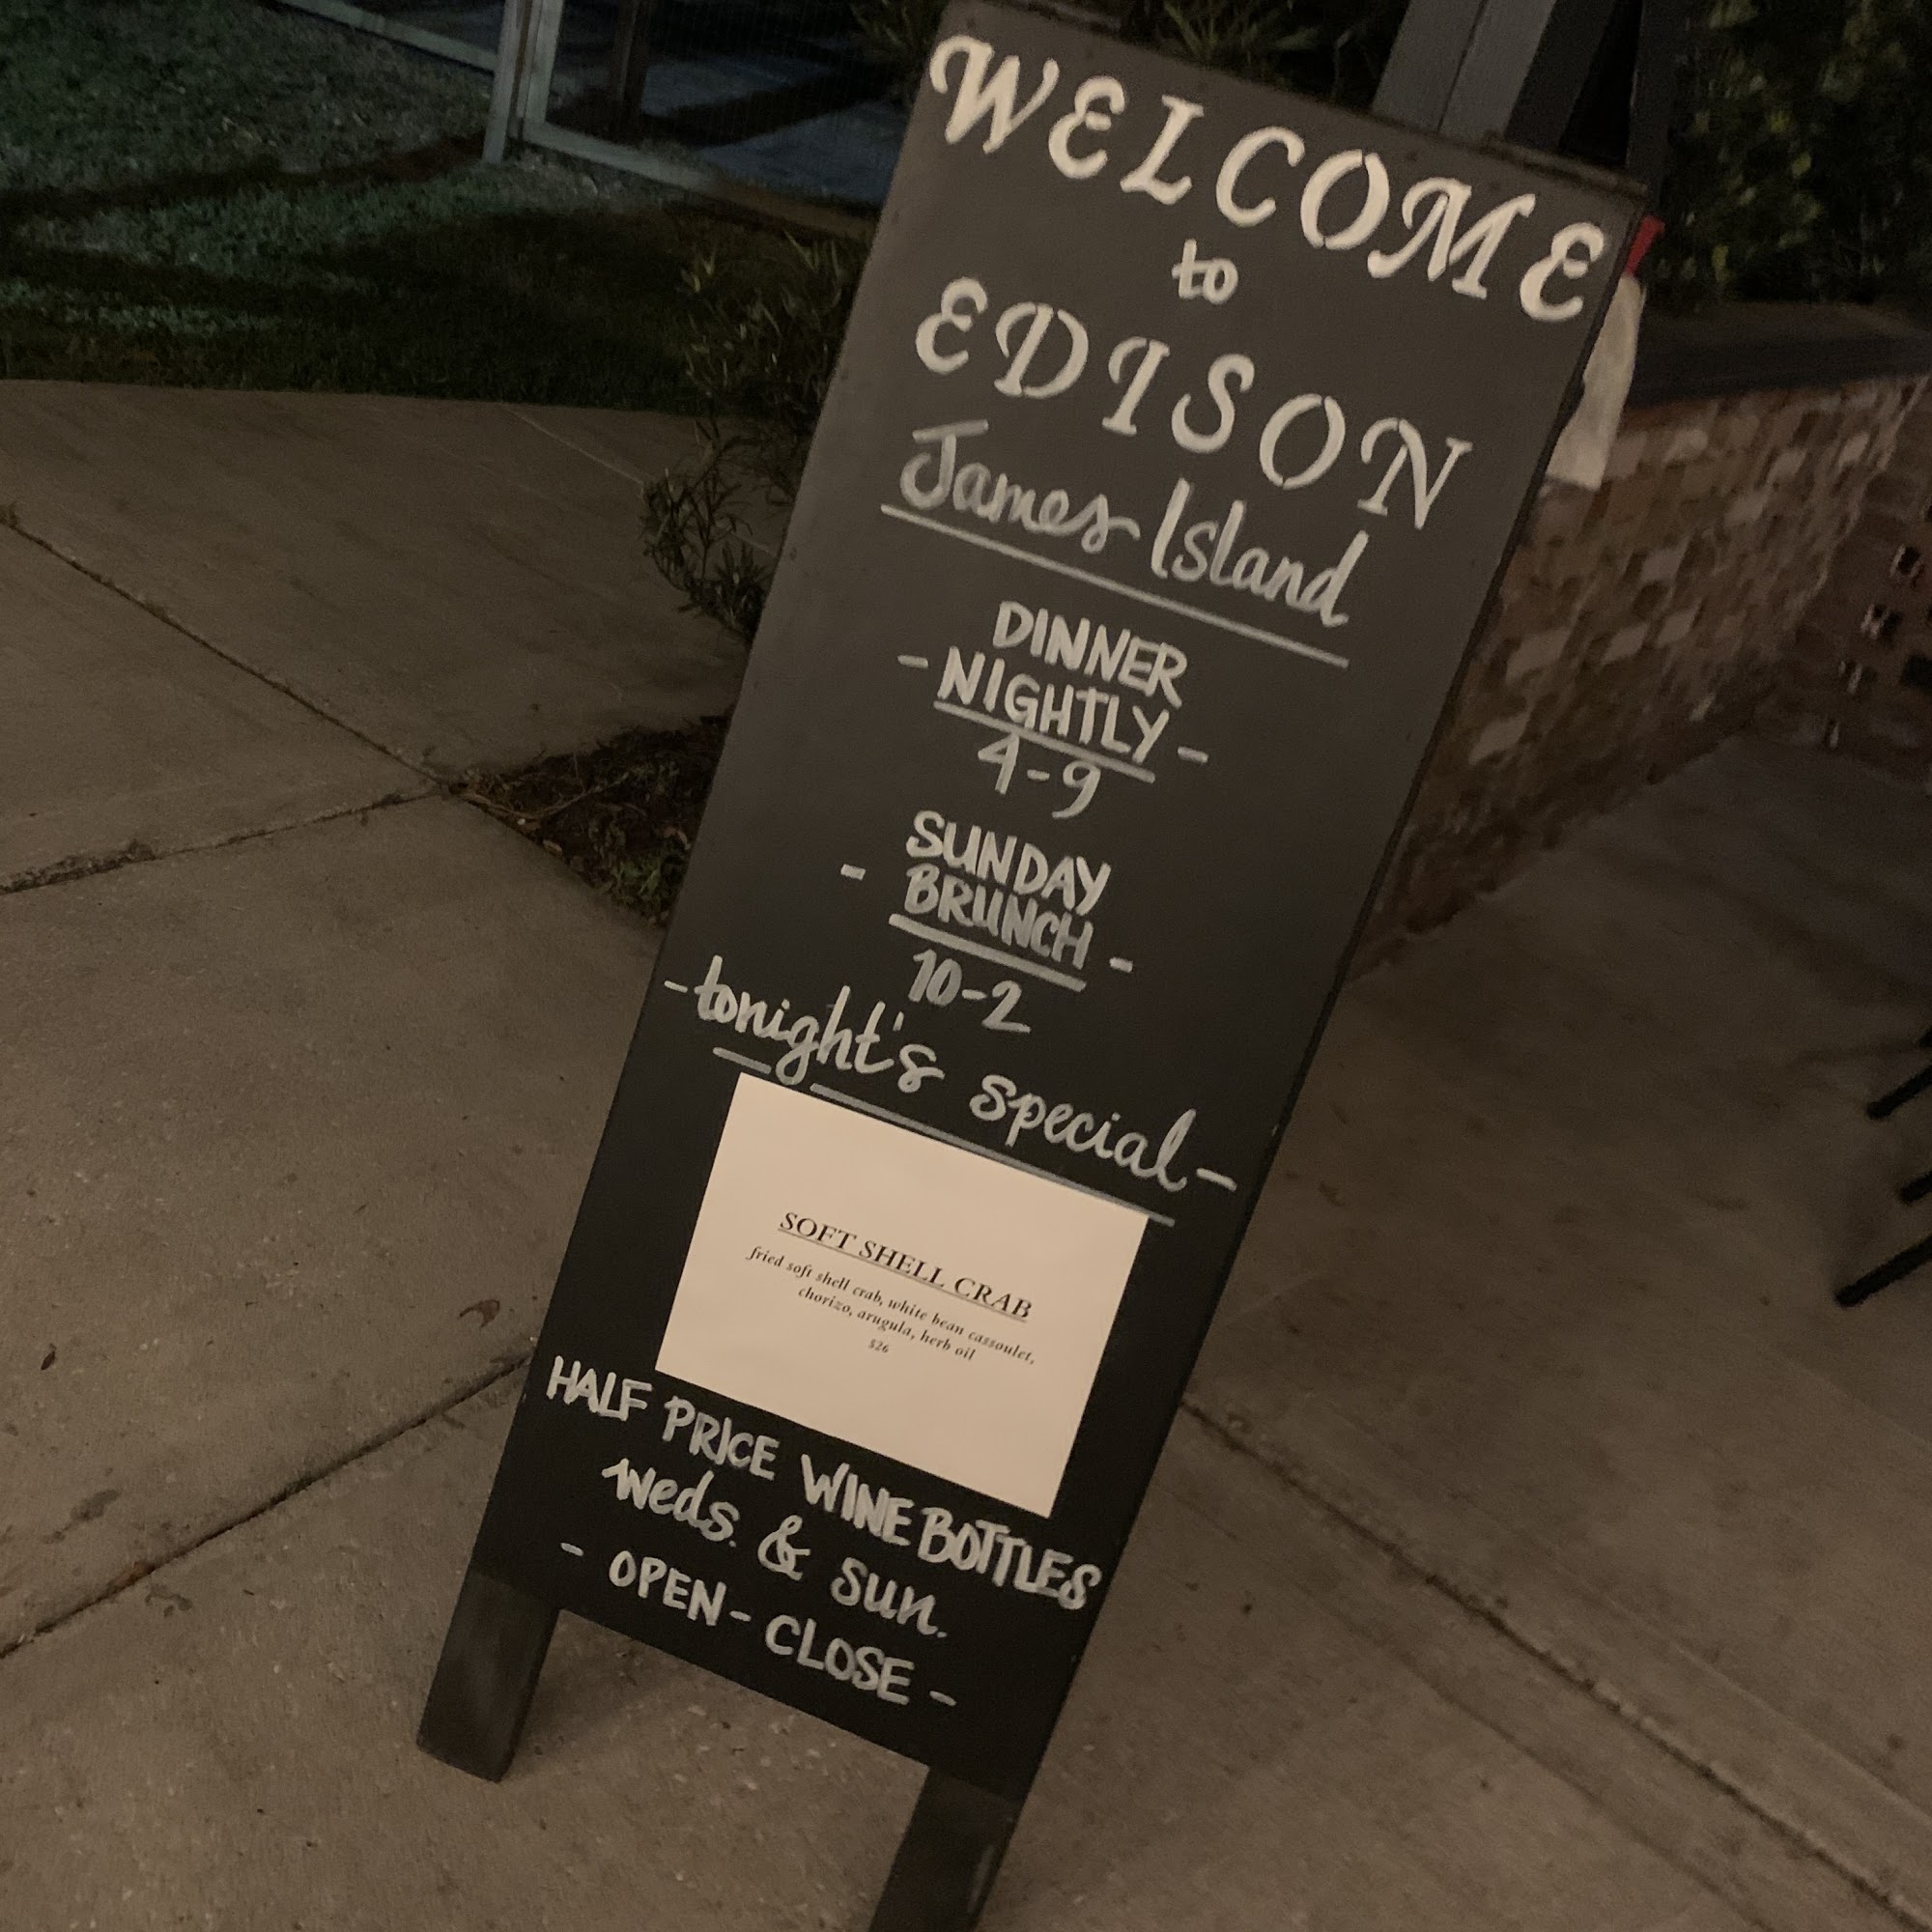 WELCOME
to
EDISON
James Island
DINNER
- NIGHTLY -
4-9
SUNDAY
- BRUNCH -
10-2
- tonight's special -
SOFT SHELL CRAB
fried soft shell crab, white bean cassoulet,
chorizo, arugula, herb oil
$26
HALF PRICE WINE BOTTLES
weds. & sun.
- OPEN - CLOSE -